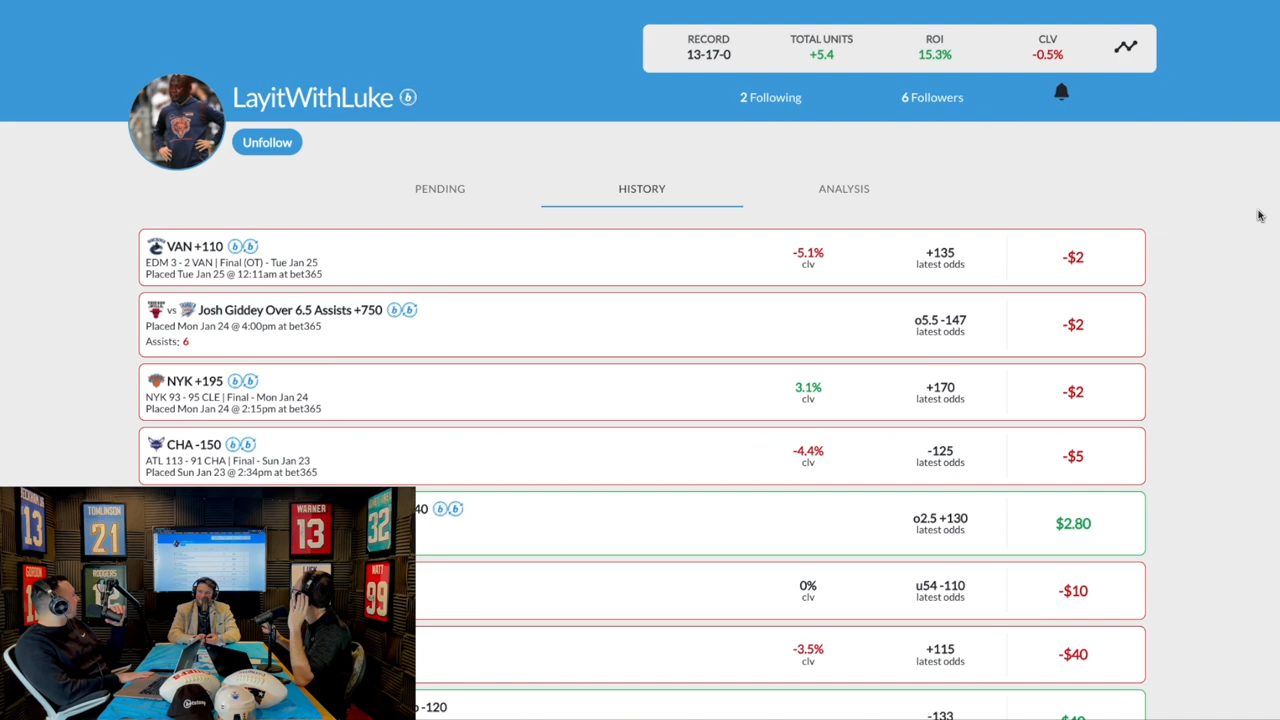 RECORD
13-17-0
TOTAL UNITS
+5.4
ROI
15.3%
CLV
-0.5%
LayitWithLuke
2 Following
6 Followers
Unfollow
PENDING
HISTORY
ANALYSIS
VAN +110
EDM 3 - 2 VAN | Final (OT) - Tue Jan 25
Placed Tue Jan 25 @ 12:11am at bet365
-5.1%
clv
+135
latest odds
-$2
vs Josh Giddey Over 6.5 Assists +750
Placed Mon Jan 24 @ 4:00pm at bet365
Assists: 6
o5.5 -147
latest odds
-$2
NYK +195
NYK 93 - 95 CLE | Final - Mon Jan 24
Placed Mon Jan 24 @ 2:15pm at bet365
3.1%
clv
+170
latest odds
-$2
CHA -150
ATL 113 - 91 CHA | Final - Sun Jan 23
Placed Sun Jan 23 @ 2:34pm at bet365
-4.4%
clv
-125
latest odds
-$5
40
o2.5 +130
latest odds
$2.80
0%
clv
u54 -110
latest odds
-$10
-3.5%
clv
+115
latest odds
-$40
-120
-133
TOMLINSON
21
13
WARNER
13
32
GORDON
RODGERS
WATT
99